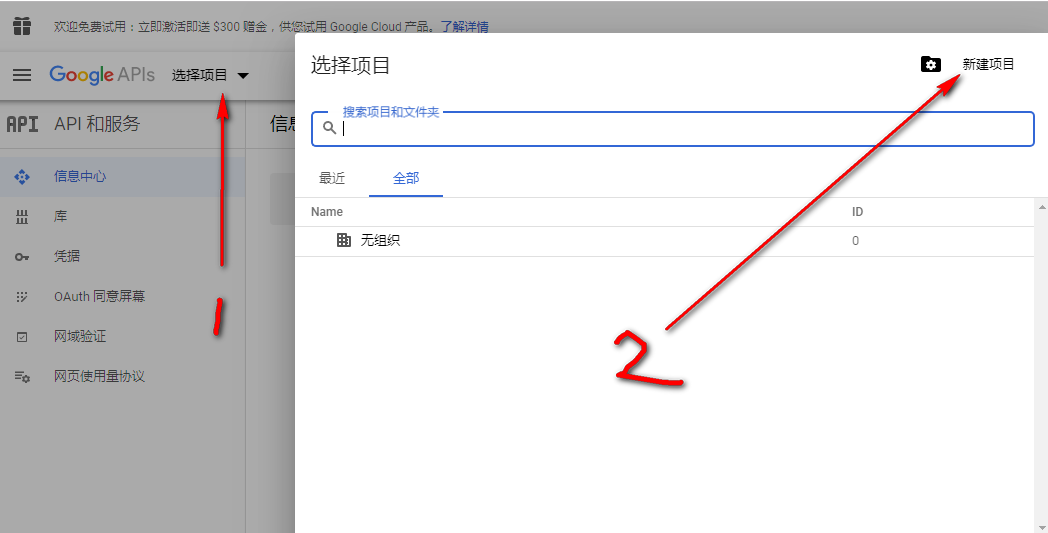 欢迎免费试用：立即激活即送 $300 赠金，供您试用 Google Cloud 产品。了解详情
Google APIs 选择项目
API API 和服务
信息中心
库
凭据
OAuth 同意屏幕
网域验证
网页使用量协议
信息
选择项目
新建项目
搜索项目和文件夹
最近 全部
Name ID
无组织 0
1
2